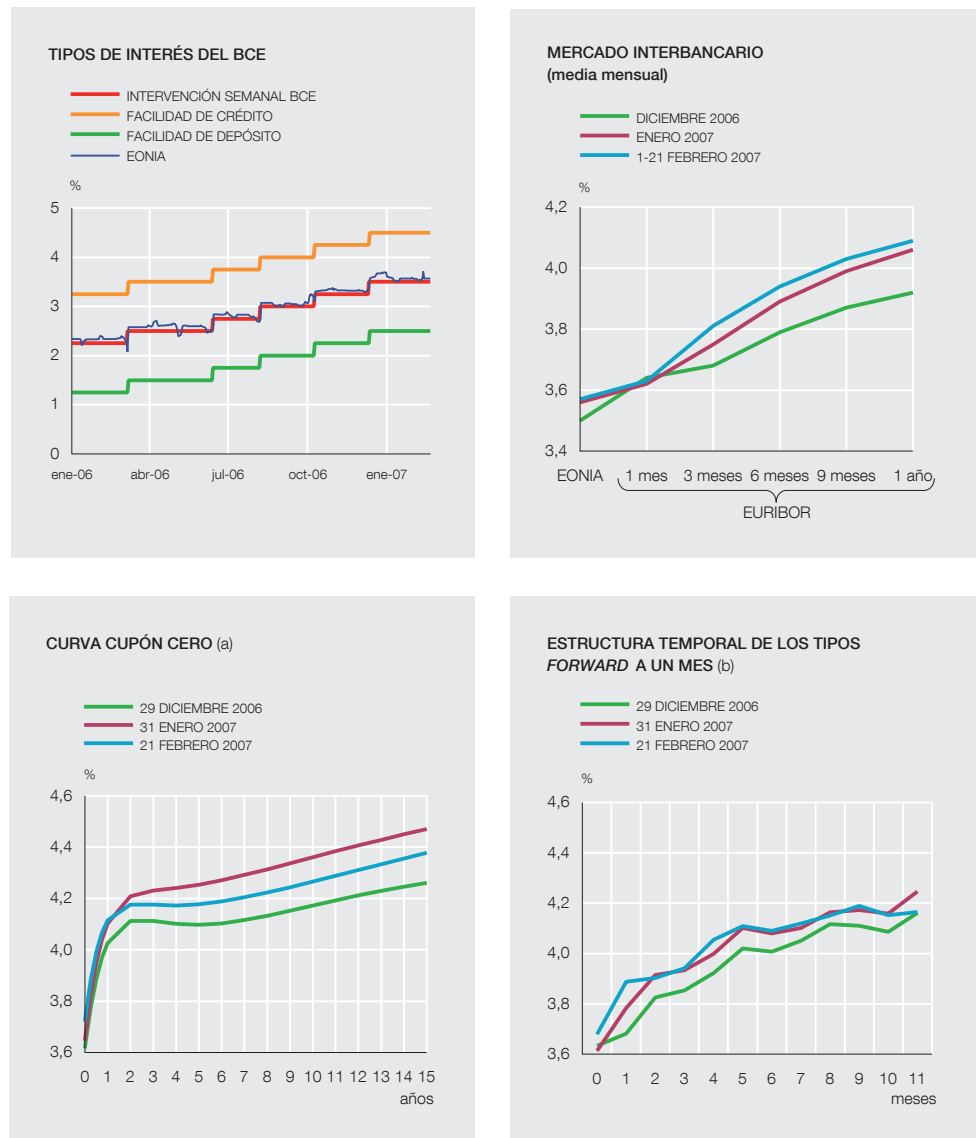 TIPOS DE INTERÉS DEL BCE
INTERVENCIÓN SEMANAL BCE
FACILIDAD DE CRÉDITO
FACILIDAD DE DEPÓSITO
EONIA
%
5
4
3
2
1
0
ene-06 abr-06 jul-06 oct-06 ene-07
MERCADO INTERBANCARIO
(media mensual)
DICIEMBRE 2006
ENERO 2007
1-21 FEBRERO 2007
%
4,2
4,0
3,8
3,6
3,4
EONIA 1 mes 3 meses 6 meses 9 meses 1 año
EURIBOR
CURVA CUPÓN CERO (a)
29 DICIEMBRE 2006
31 ENERO 2007
21 FEBRERO 2007
%
4,6
4,4
4,2
4,0
3,8
3,6
0 1 2 3 4 5 6 7 8 9 10 11 12 13 14 15
años
ESTRUCTURA TEMPORAL DE LOS TIPOS
FORWARD A UN MES (b)
29 DICIEMBRE 2006
31 ENERO 2007
21 FEBRERO 2007
%
4,6
4,4
4,2
4,0
3,8
3,6
0 1 2 3 4 5 6 7 8 9 10 11
meses